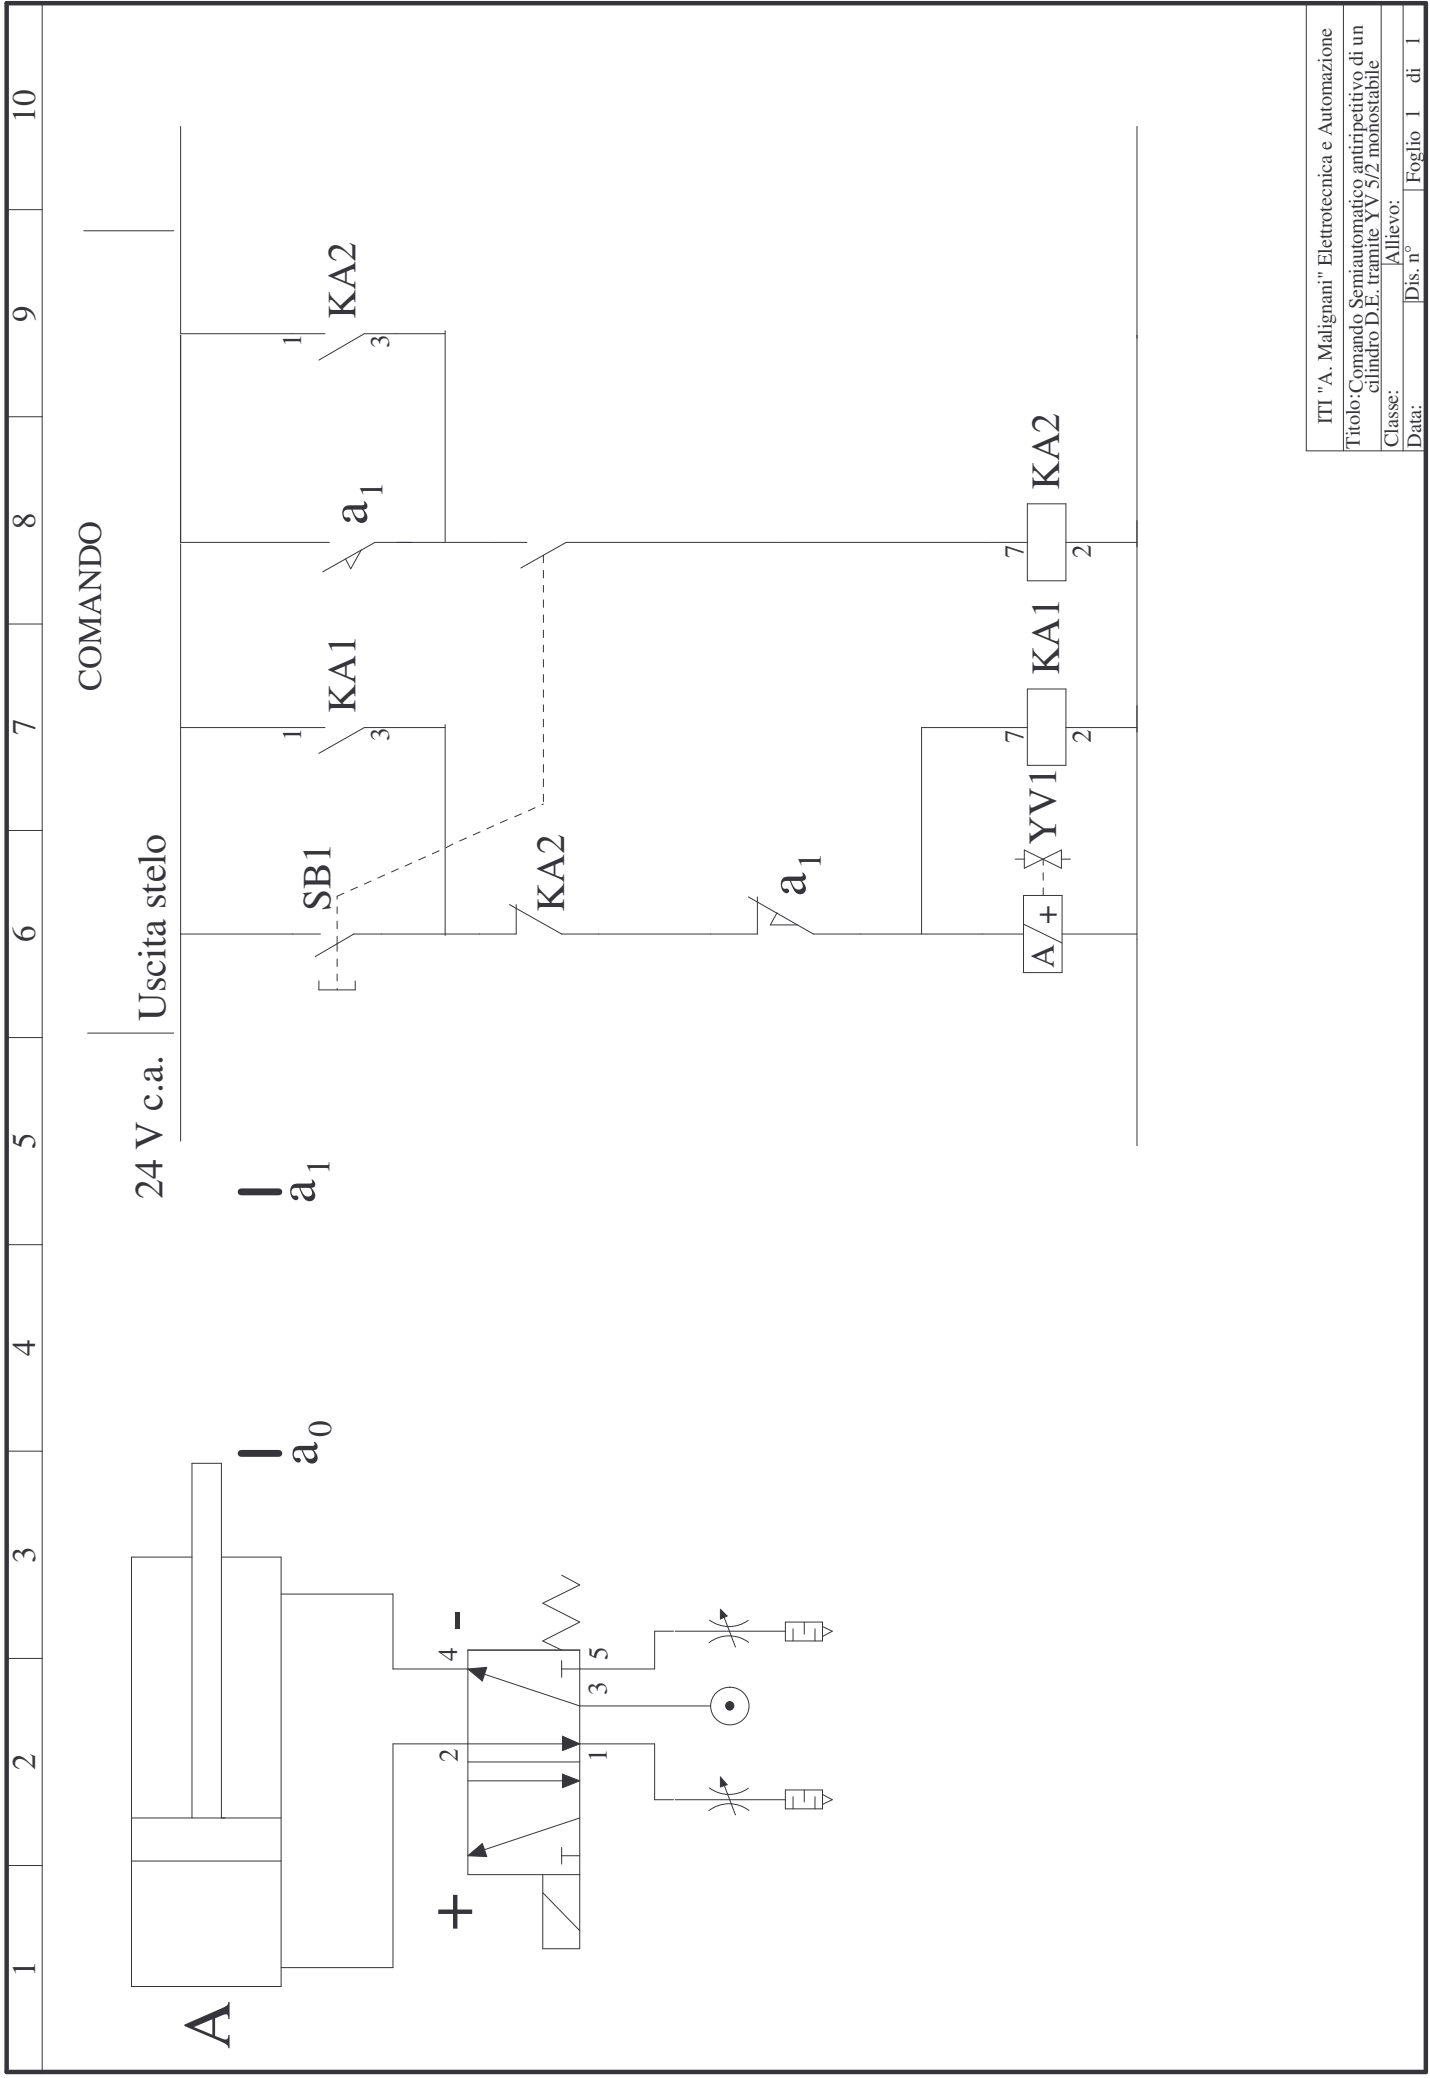 1 2 3 4 5 6 7 8 9 10
COMANDO
24 V c.a. Uscita stelo
A
a0
a1
+
-
2 4
1 3 5
SB1
KA1
1
3
a1
KA2
1
3
KA2
a1
A +
YV1
7
KA1
2
7
KA2
2
ITI "A. Malignani" Elettrotecnica e Automazione
Titolo:Comando Semiautomatico antiripetitivo di un
cilindro D.E. tramite YV 5/2 monostabile
Classe: Allievo:
Data: Dis. n° Foglio 1 di 1